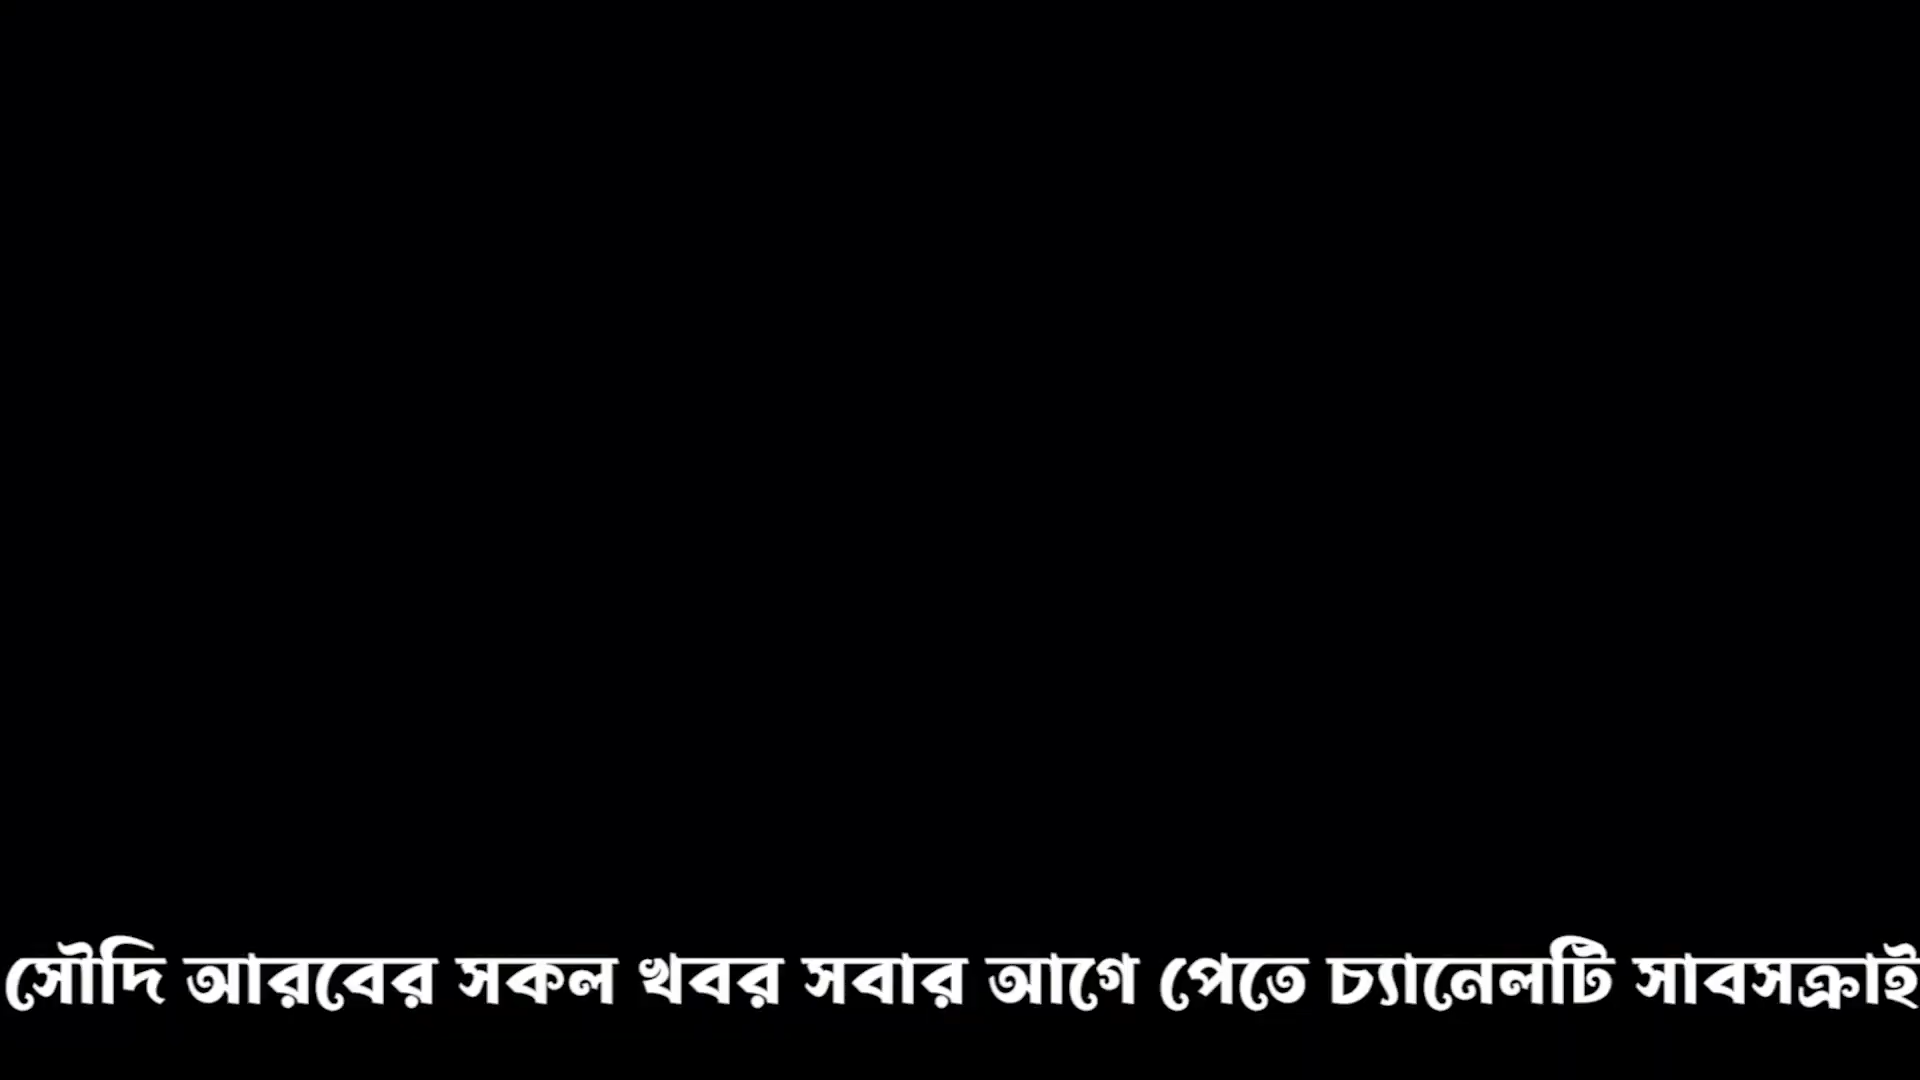 সৌদি আরবের সকল খবর সবার আগে পেতে চ্যানেলটি সাবসক্রাই